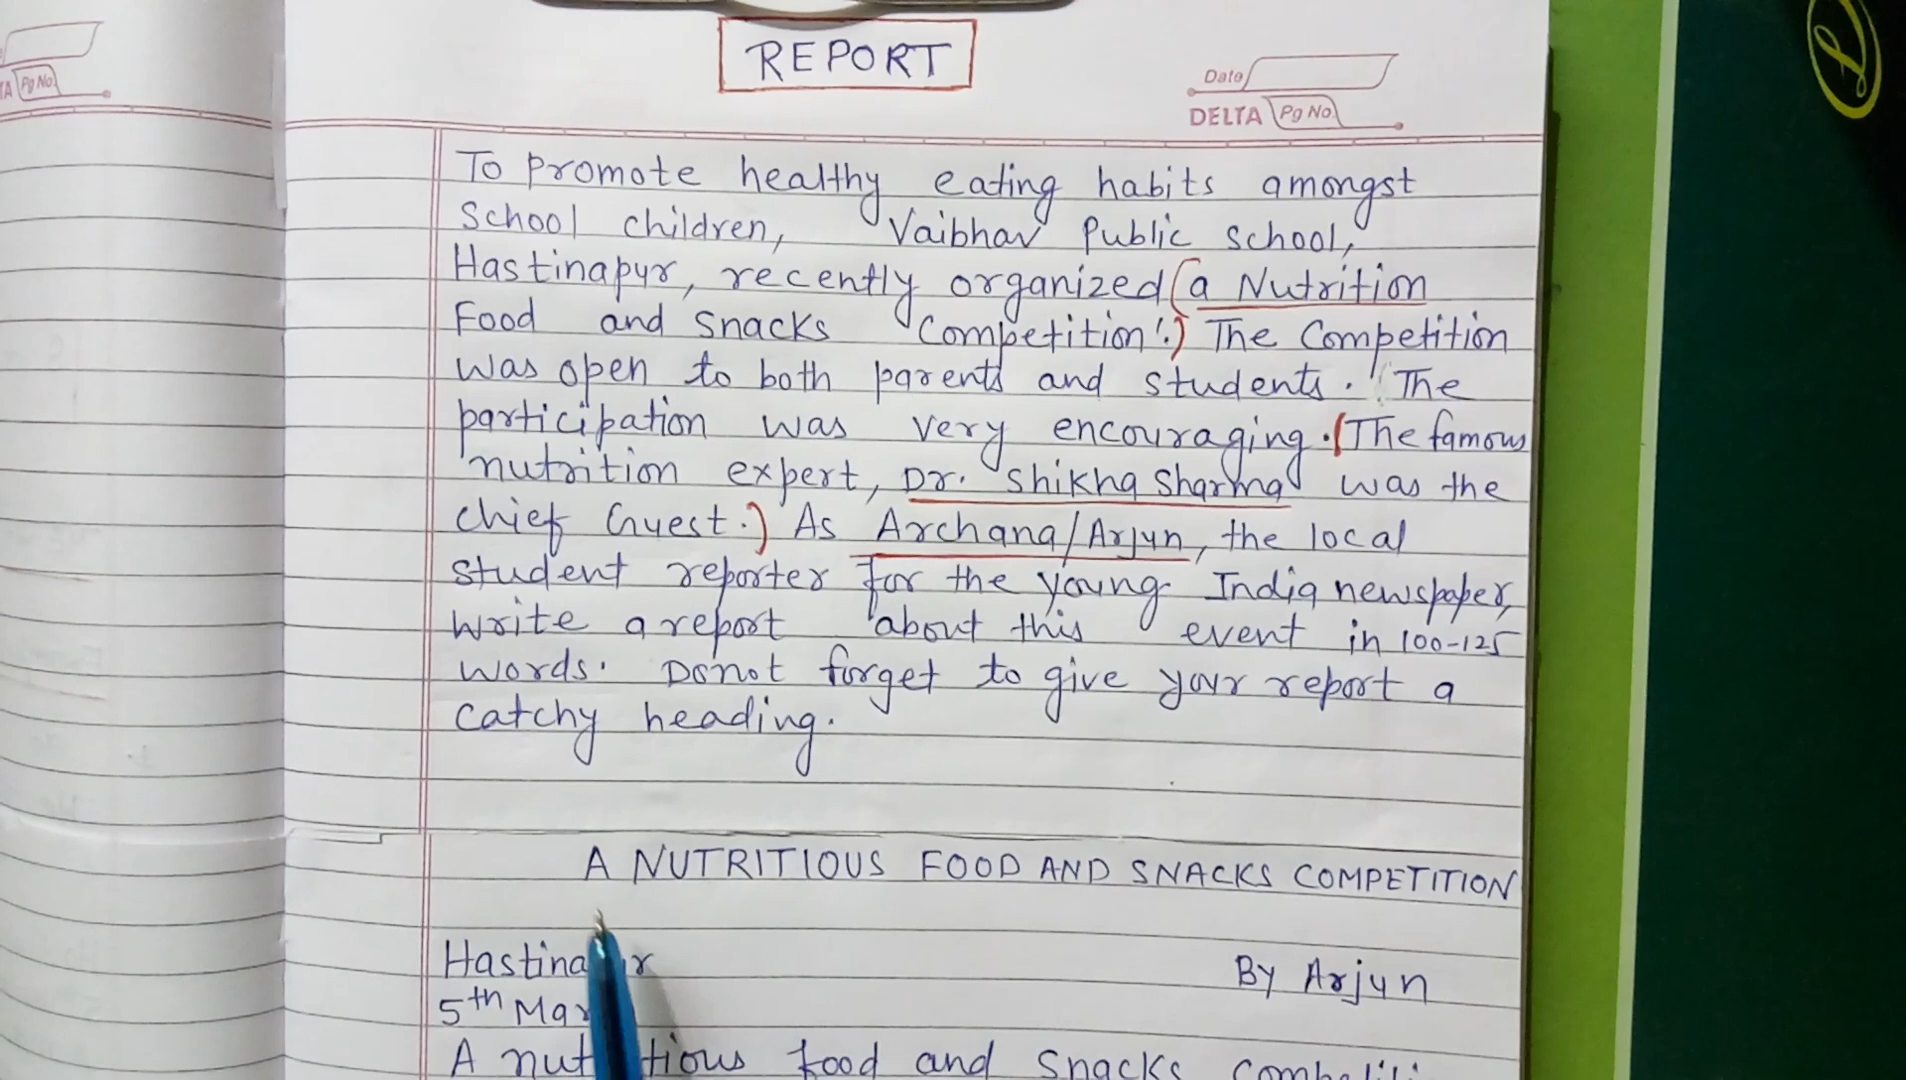 REPORT
Pg No
Date
DELTA Pg No
To promote healthy eating habits amongst
School children, Vaibhav Public School,
Hastinapur, recently organized (a Nutrition
Food and Snacks Competition'.) The Competition
was open to both parents and students. The
participation was very encouraging. (The famous
nutrition expert, Dr. Shikha Sharma was the
chief Guest.) As Archana/Arjun, the local
student reporter for the young India newspaper,
write a report about this event in 100-125
words. Donot forget to give your report a
catchy heading.
A NUTRITIOUS FOOD AND SNACKS COMPETITION
By Arjun
5th
A food and snacks